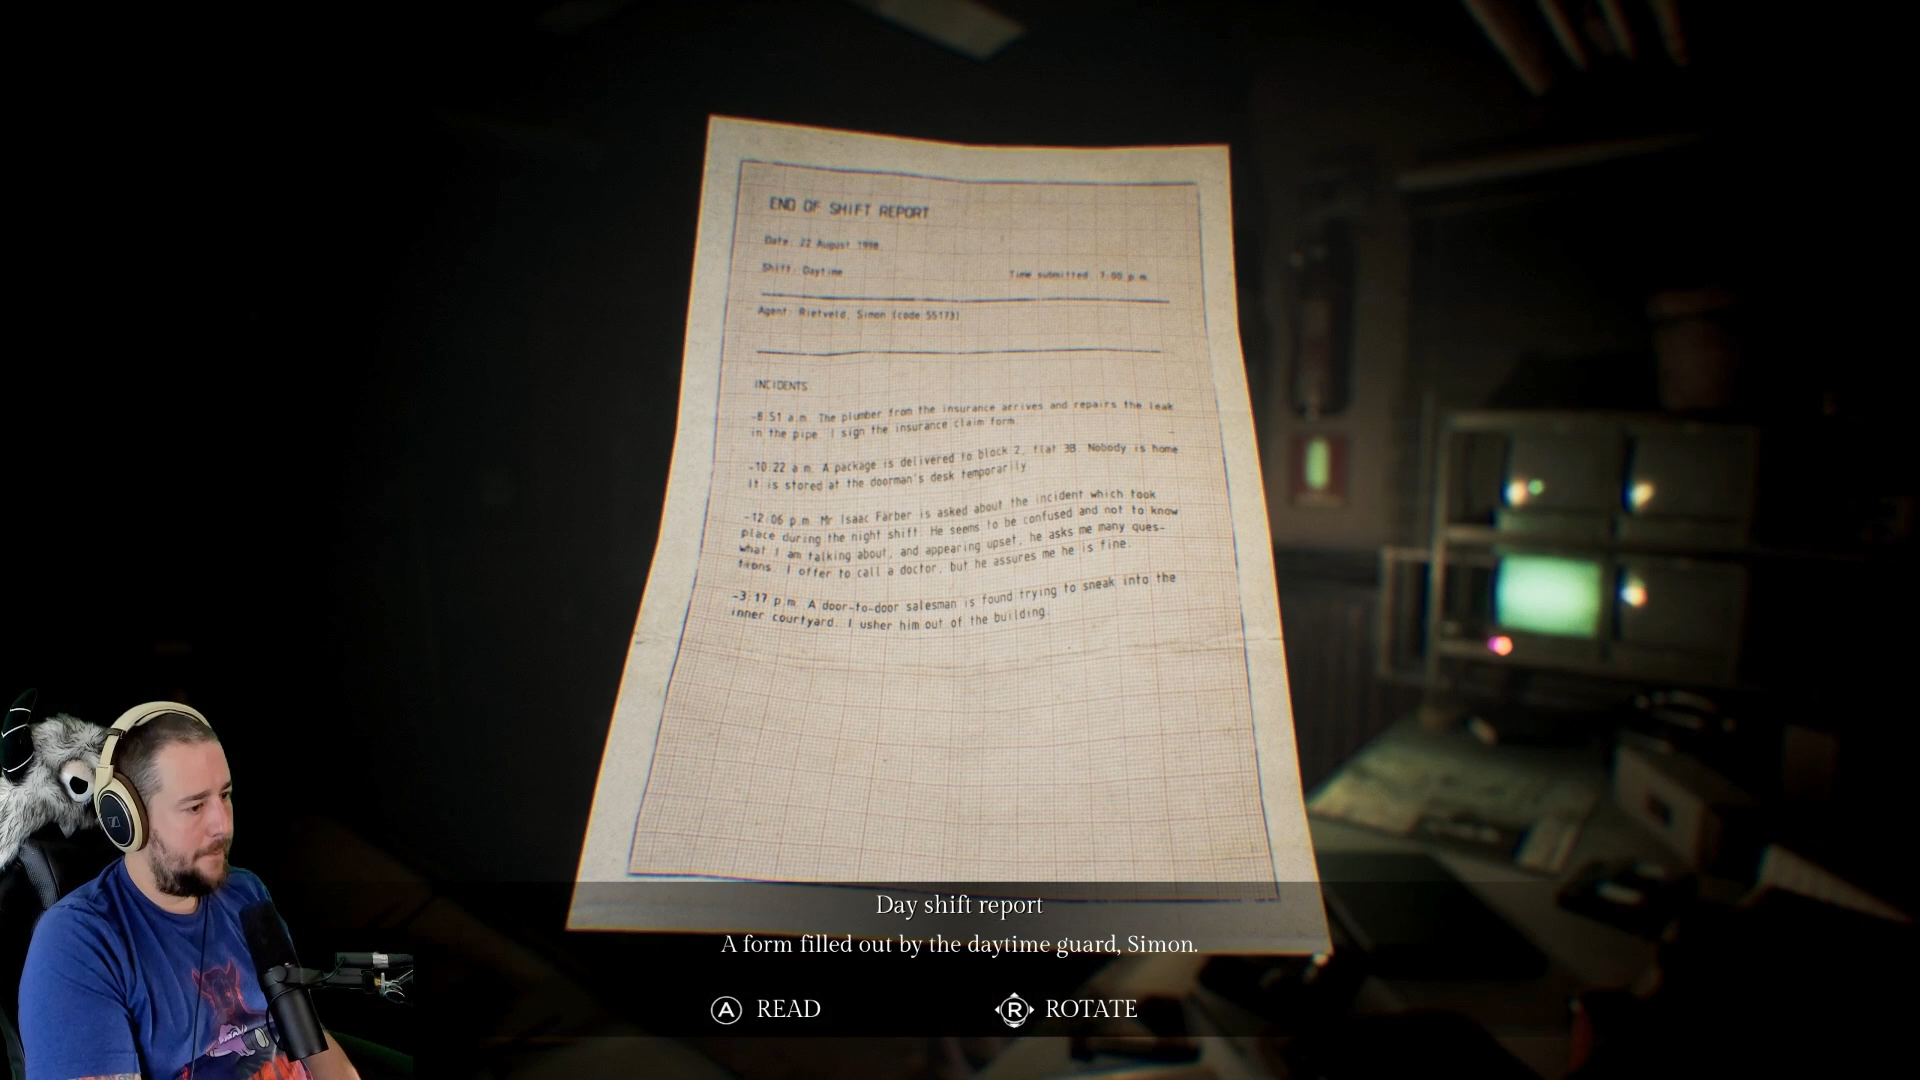 END OF SHIFT REPORT
Date: 22 August 1998
Shift: Daytime
Time submitted: 7:00 p.m.
Agent: Rietveld, Simon (code 55173)
INCIDENTS
-8:51 a.m. The plumber from the insurance arrives and repairs the leak
in the pipe. I sign the insurance claim form.
-10:22 a.m. A package is delivered to block 2, flat 3B. Nobody is home
It is stored at the doorman's desk temporarily
-12:06 p.m. Mr Isaac Farber is asked about the incident which took
place during the night shift. He seems to be confused and not to know
what I am talking about, and appearing upset, he asks me many ques-
tions. I offer to call a doctor, but he assures me he is fine.
-3:17 p.m. A door-to-door salesman is found trying to sneak into the
inner courtyard. I usher him out of the building.
Day shift report
A form filled out by the daytime guard, Simon.
A READ
R ROTATE